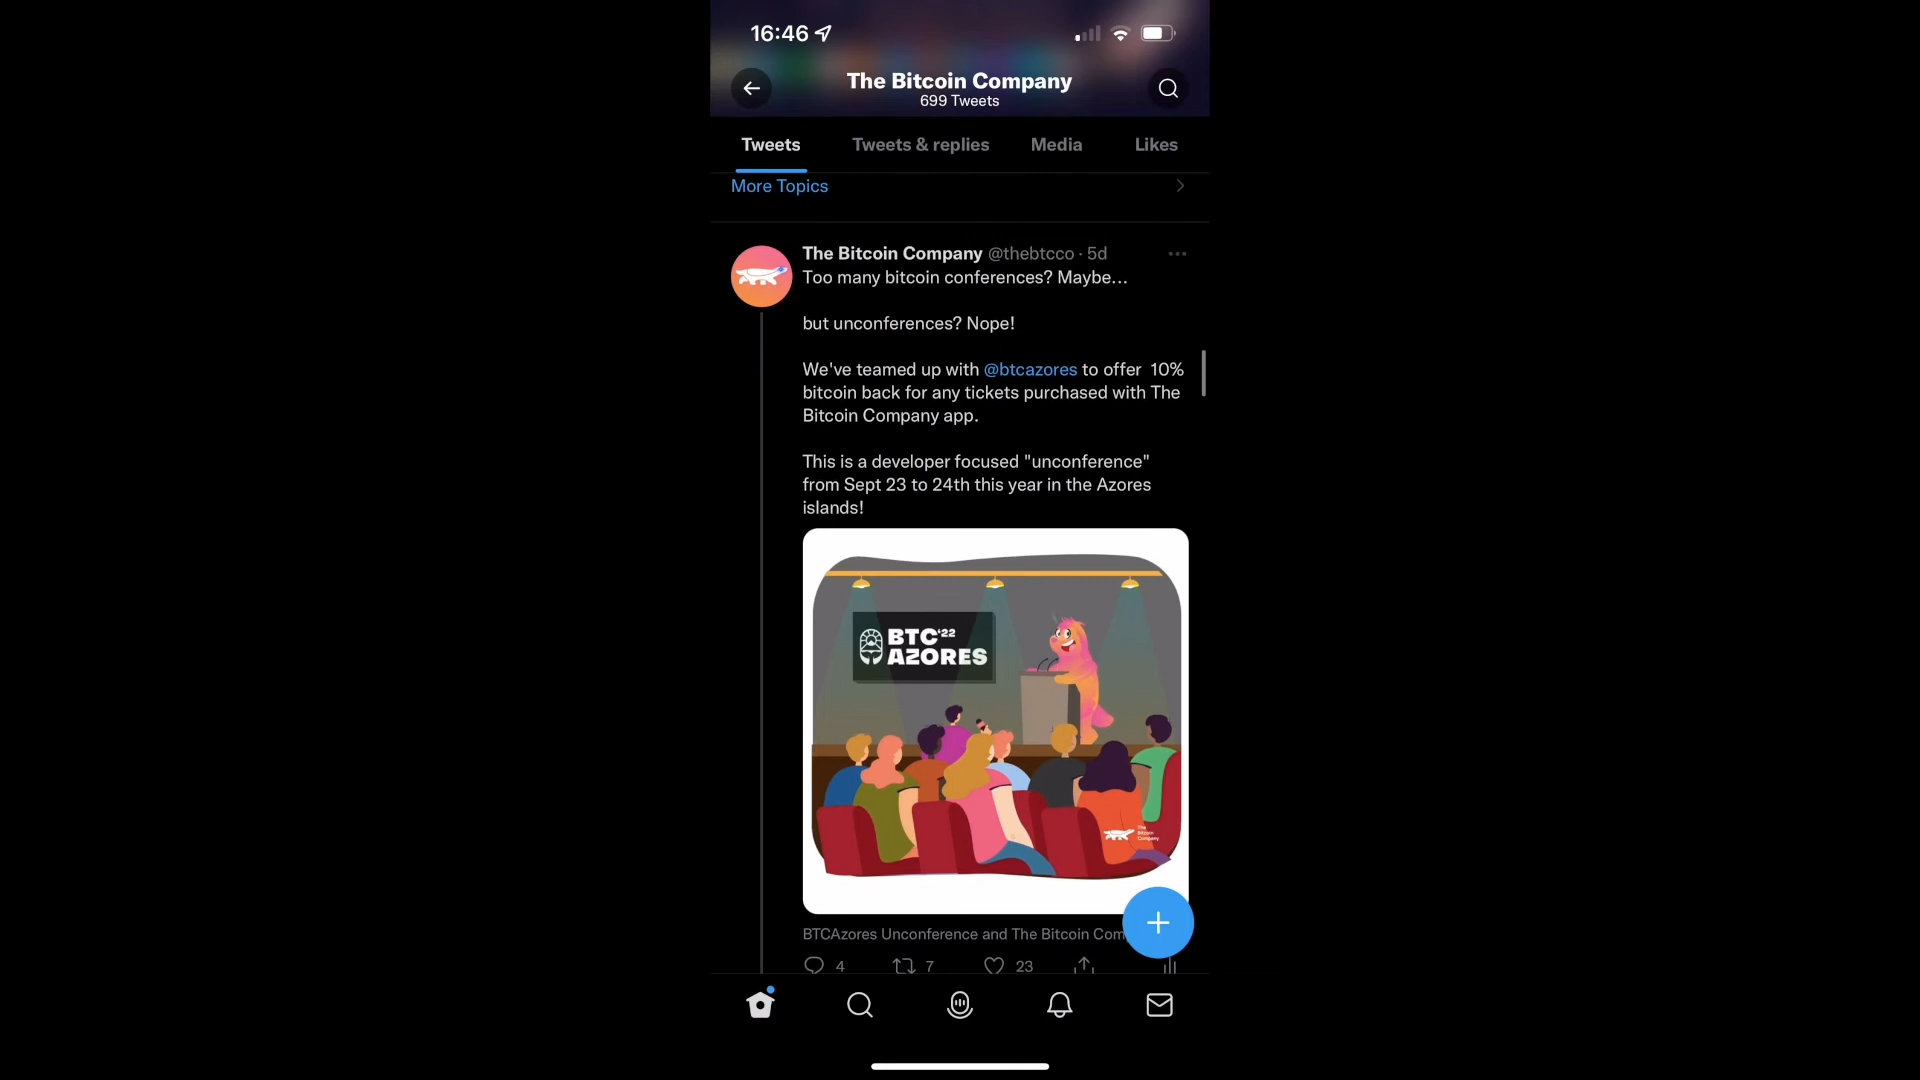 16:46
The Bitcoin Company
699 Tweets
Tweets Tweets & replies Media Likes
More Topics
The Bitcoin Company @thebtcco · 5d
Too many bitcoin conferences? Maybe...
but unconferences? Nope!
We've teamed up with @btcazores to offer 10%
bitcoin back for any tickets purchased with The
Bitcoin Company app.
This is a developer focused "unconference"
from Sept 23 to 24th this year in the Azores
islands!
BTC'22
AZORES
The
Bitcoin
Company
BTCAzores Unconference and The Bitcoin Com
4 7 23